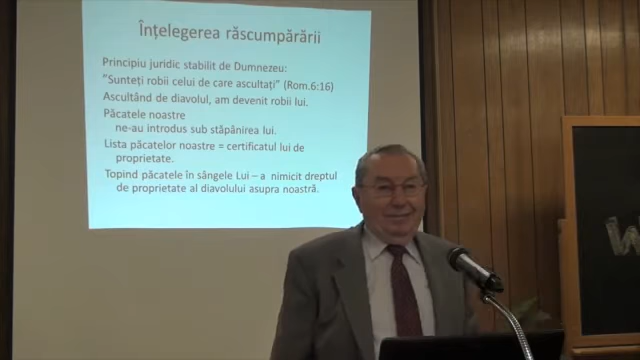 Înțelegerea răscumpărării
Principiu juridic stabilit de Dumnezeu:
”Sunteți robii celui de care ascultați” (Rom.6:16)
Ascultând de diavolul, am devenit robii lui.
Păcatele noastre
ne-au introdus sub stăpânirea lui.
Lista păcatelor noastre = certificatul lui de
proprietate.
Topind păcatele în sângele Lui – a nimicit dreptul
de proprietate al diavolului asupra noastră.